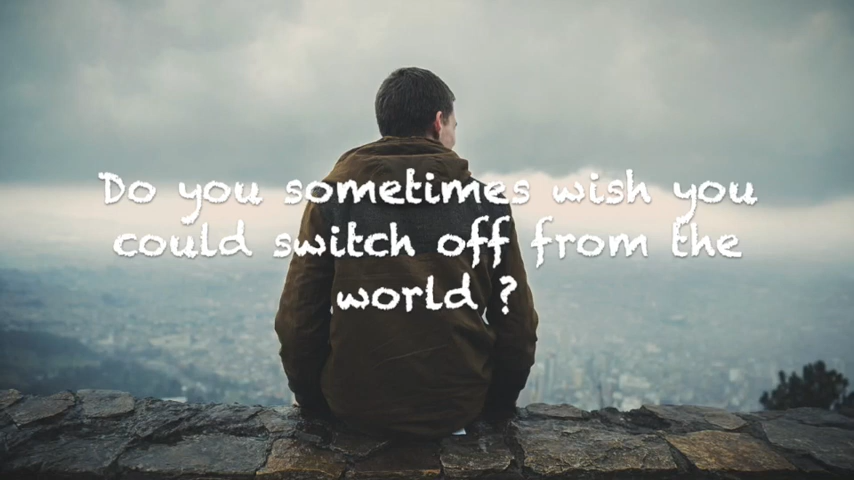 Do you sometimes wish you
could switch off from the
world ?